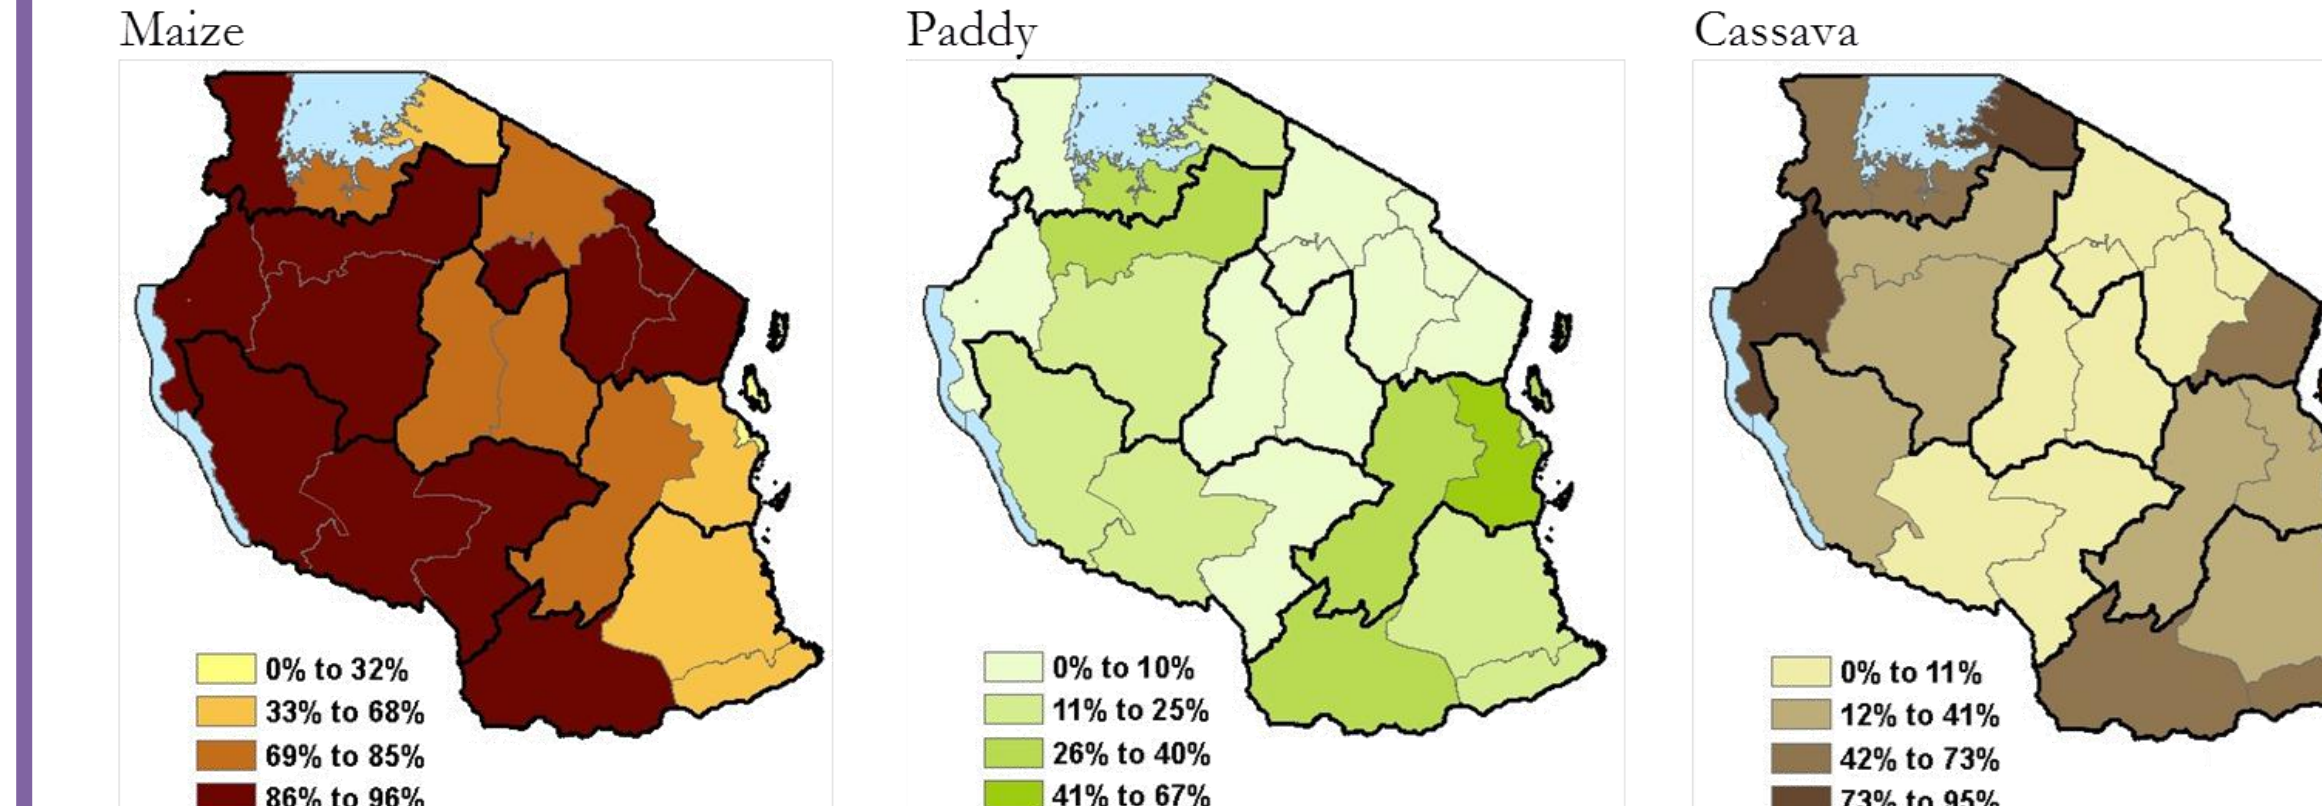 Maize
0% to 32%
33% to 68%
69% to 85%
86% to 96%
Paddy
0% to 10%
11% to 25%
26% to 40%
41% to 67%
Cassava
0% to 11%
12% to 41%
42% to 73%
73% to 95%